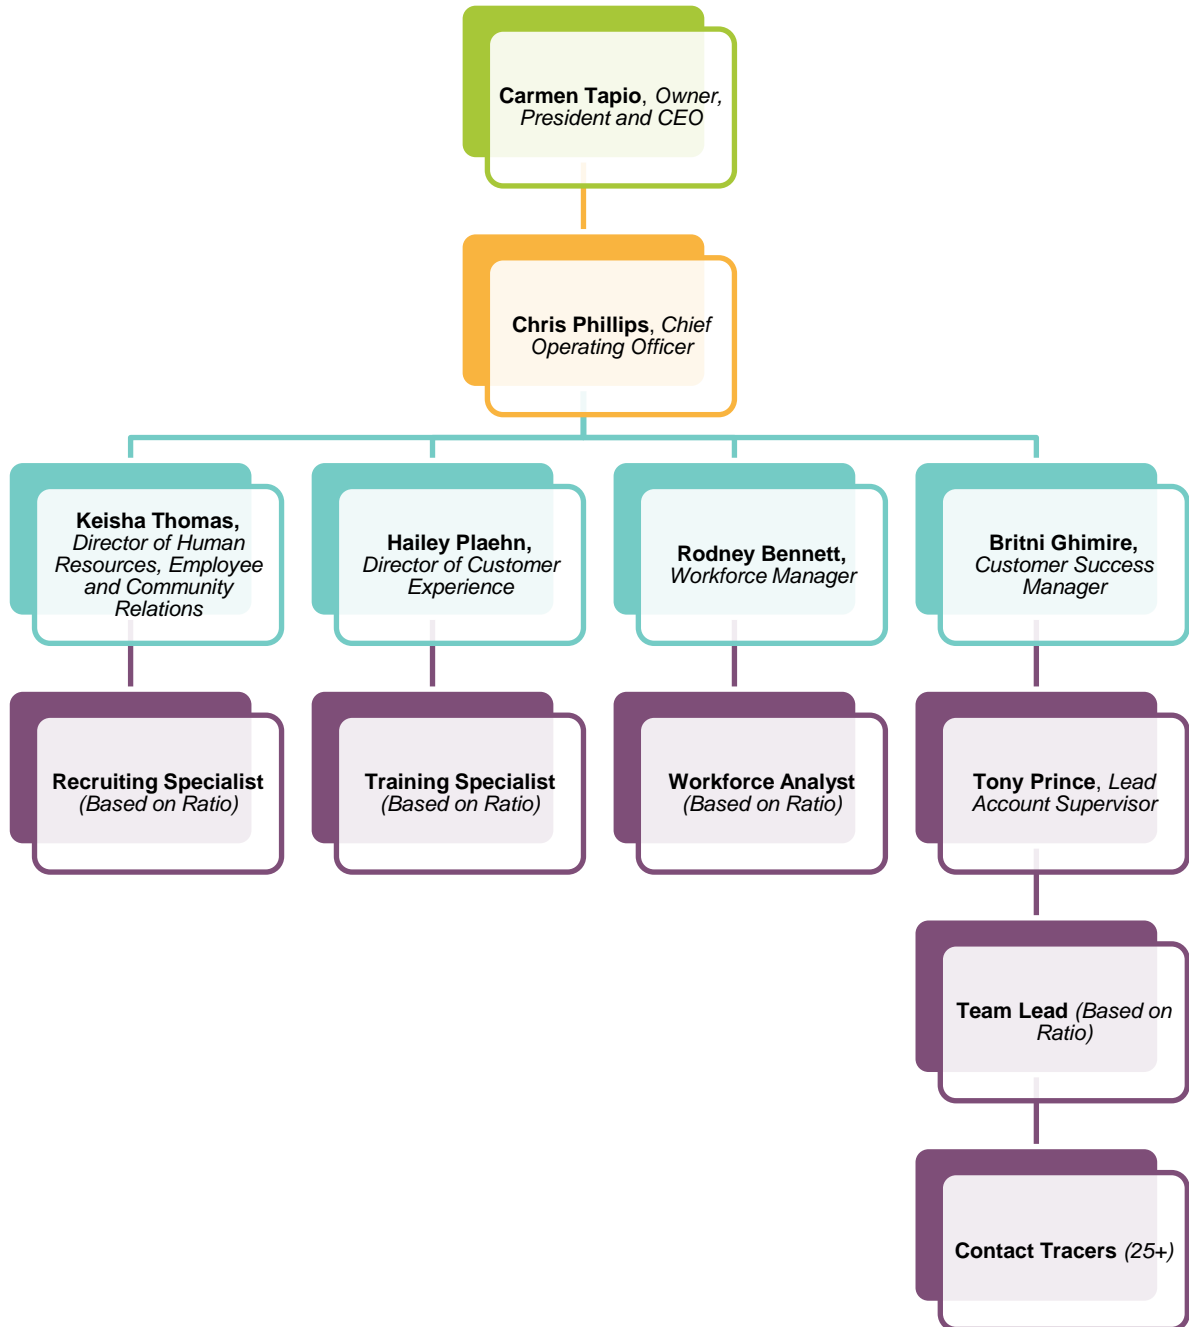 Carmen Tapio, Owner,
President and CEO
Chris Phillips, Chief
Operating Officer
Keisha Thomas,
Director of Human
Resources, Employee
and Community
Relations
Hailey Plaehn,
Director of Customer
Experience
Rodney Bennett,
Workforce Manager
Britni Ghimire,
Customer Success
Manager
Recruiting Specialist
(Based on Ratio)
Training Specialist
(Based on Ratio)
Workforce Analyst
(Based on Ratio)
Tony Prince, Lead
Account Supervisor
Team Lead (Based on
Ratio)
Contact Tracers (25+)